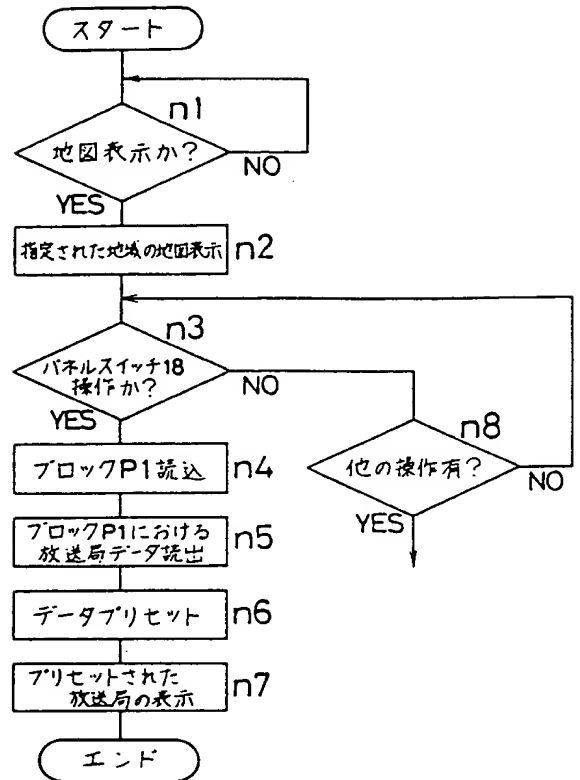 スタート
n1
地図表示か?
NO
YES
指定された地域の地図表示
n2
n3
パネルスイッチ18
操作か?
NO
YES
n8
他の操作有?
NO
YES
ブロックP1読込
n4
ブロックP1における
放送局データ読出
n5
データプリセット
n6
プリセットされた
放送局の表示
n7
エンド